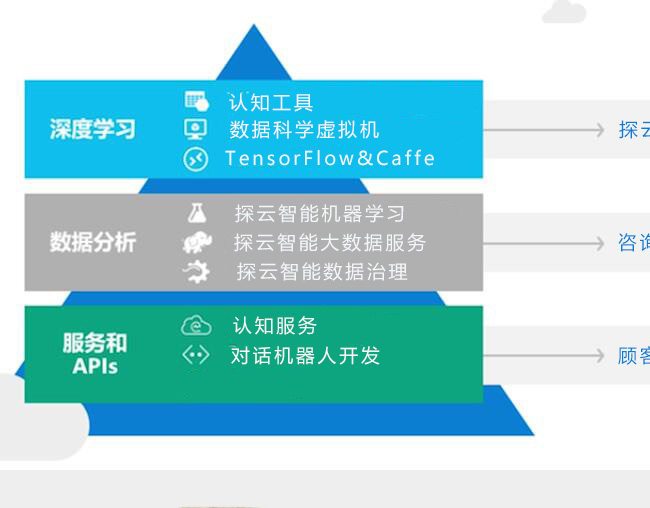 深度学习
认知工具
数据科学虚拟机
TensorFlow&Caffe
探云
数据分析
探云智能机器学习
探云智能大数据服务
探云智能数据治理
咨询
服务和
APIs
认知服务
对话机器人开发
顾客